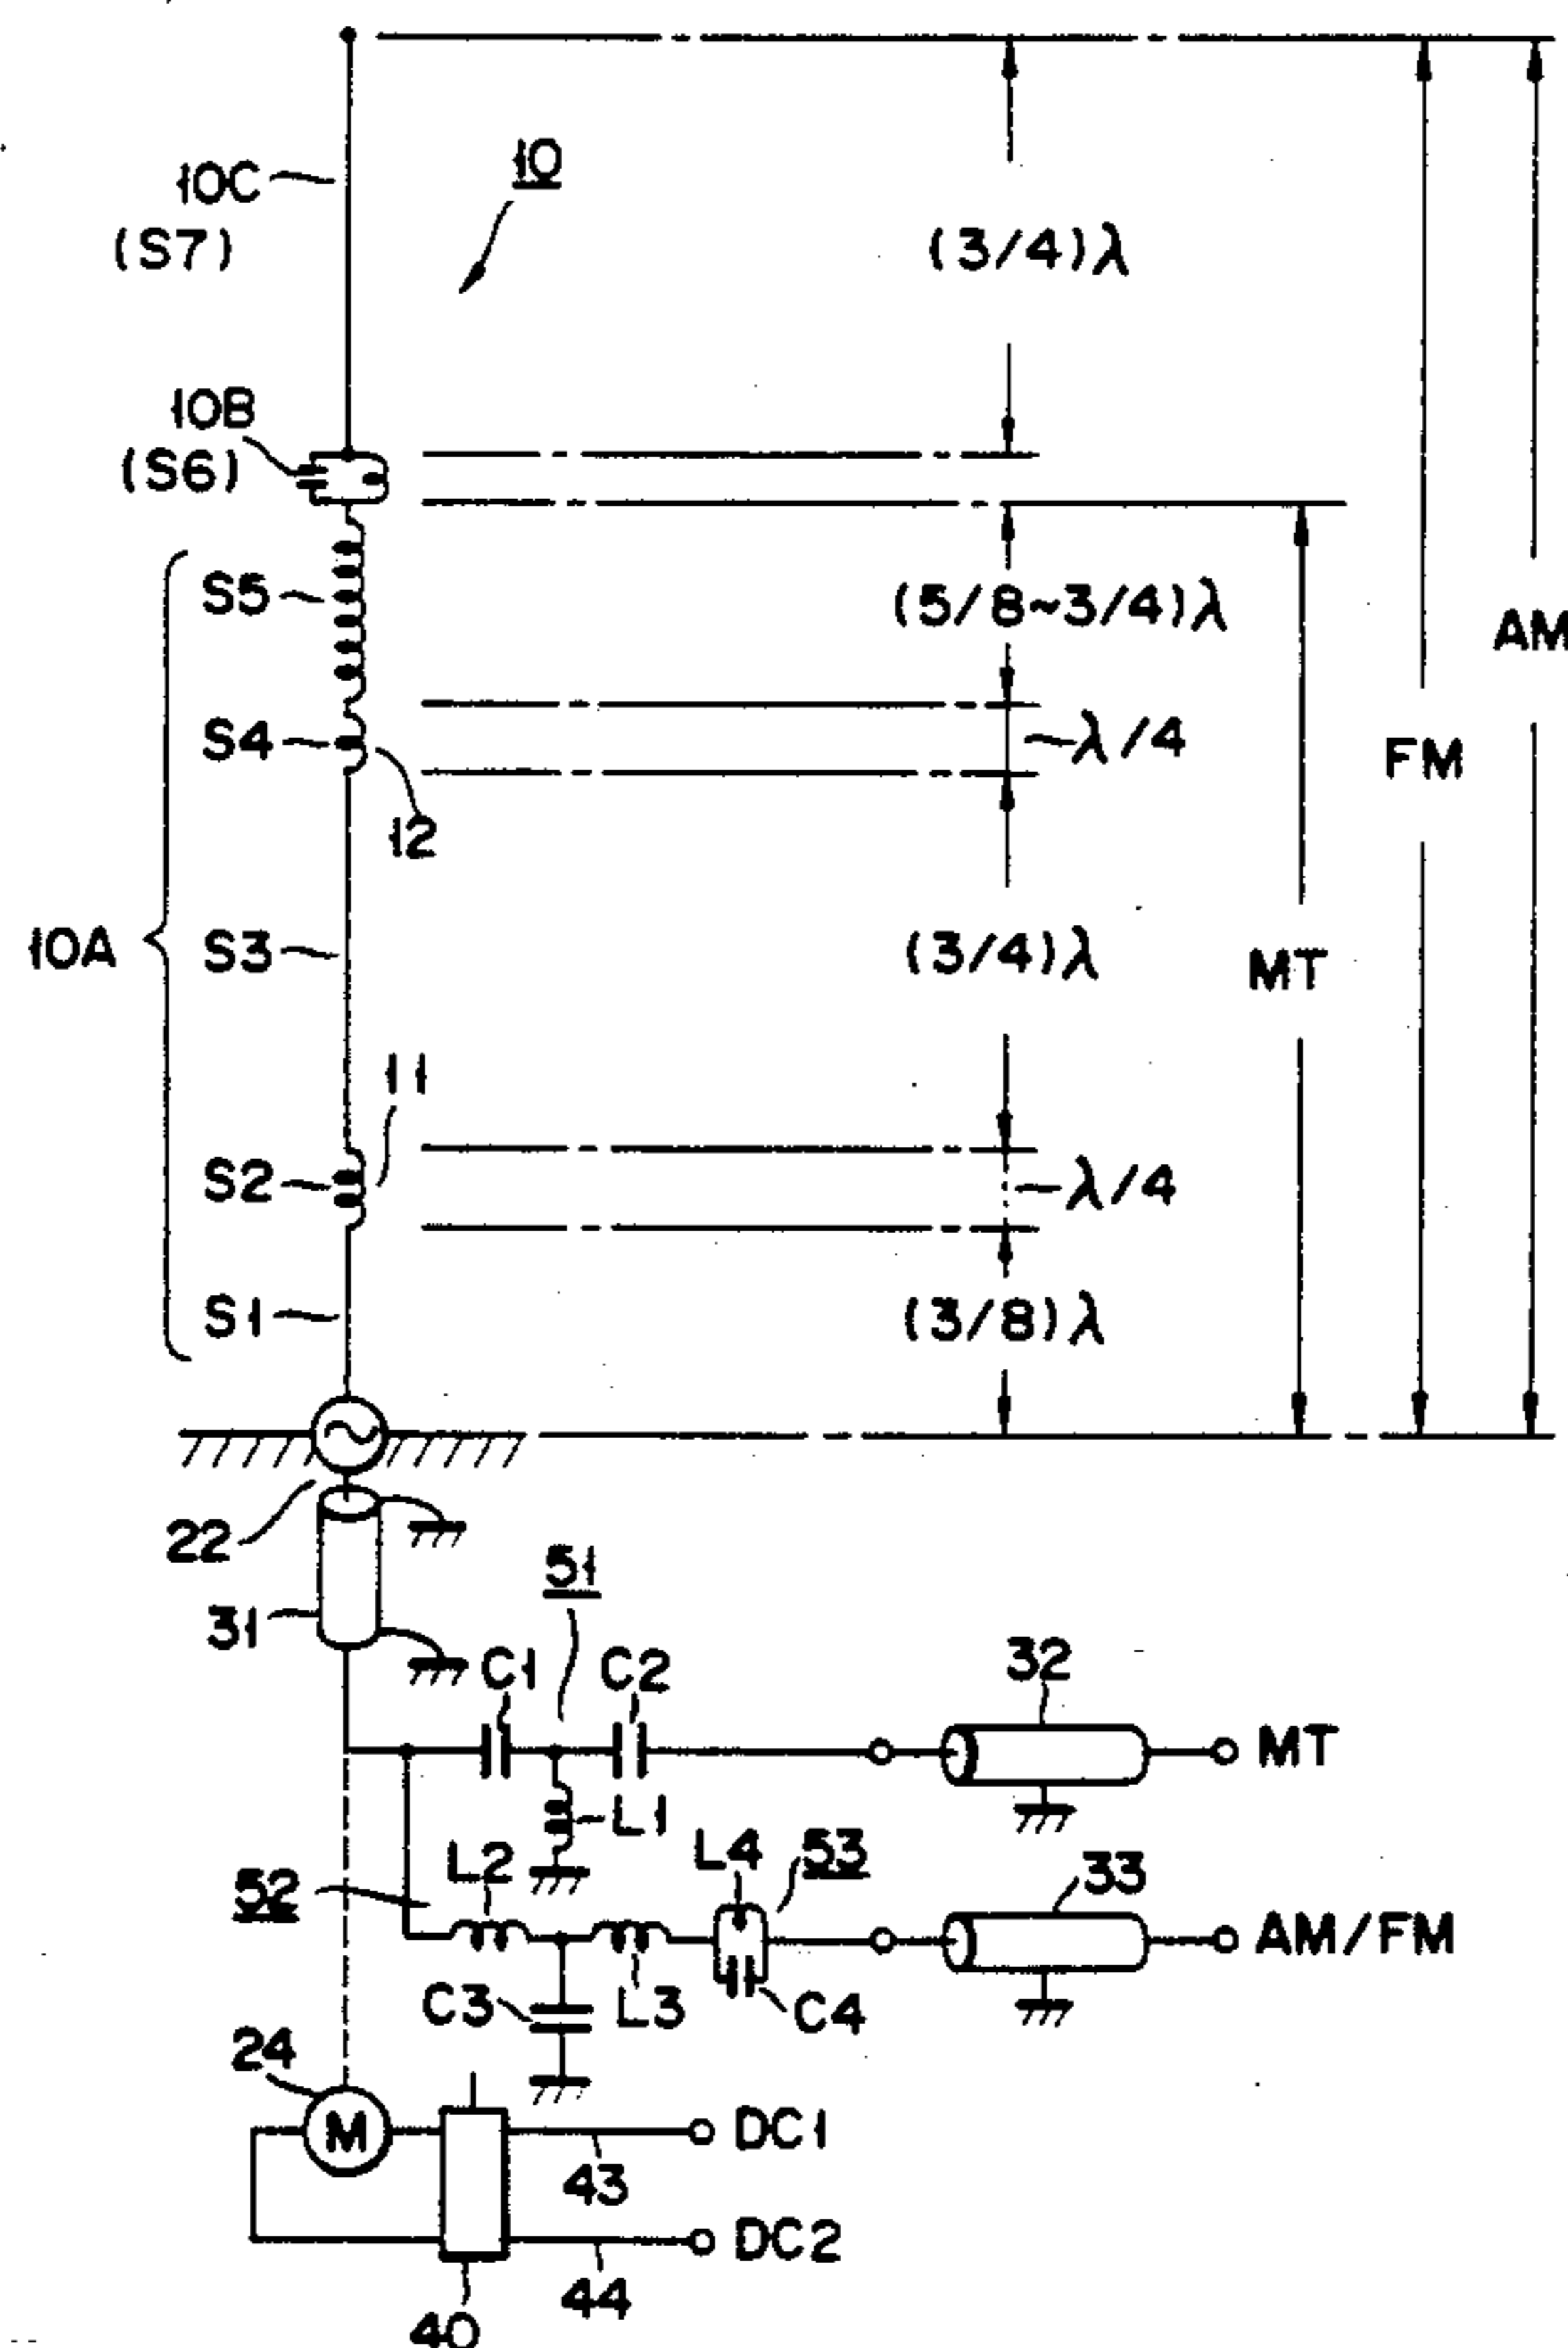 10
10C
(S7)
(3/4)λ
10B
(S6)
S5
(5/8~3/4)λ
AM
S4
λ/4
FM
12
10A
S3
(3/4)λ
MT
11
S2
λ/4
S1
(3/8)λ
22
51
31
C1
C2
32
MT
L1
L2
L4
53
33
52
AM/FM
C3
L3
C4
24
M
DC1
43
DC2
44
40